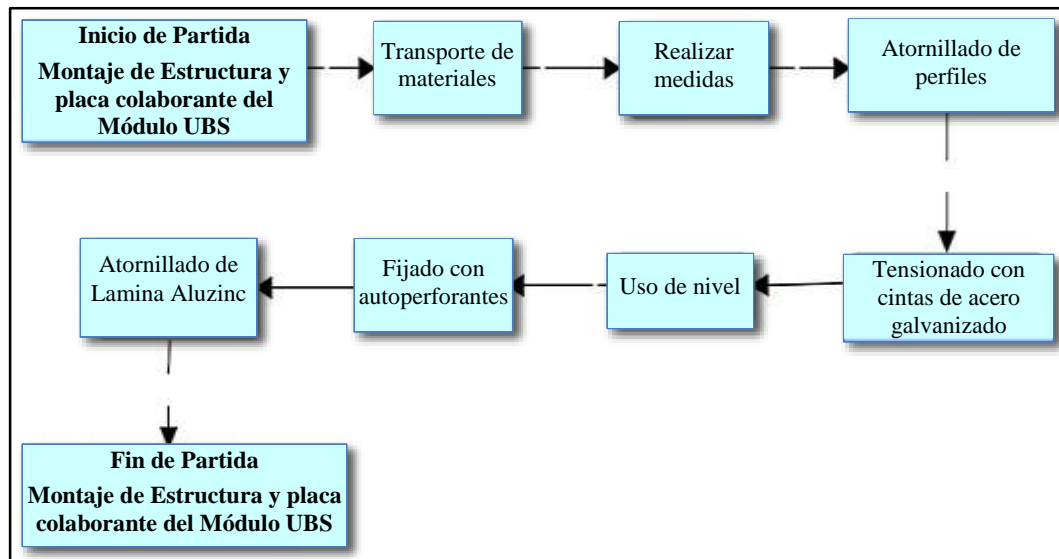 Inicio de Partida
Montaje de Estructura y
placa colaborante del
Módulo UBS
Transporte de
materiales
Realizar
medidas
Atornillado de
perfiles
Tensionado con
cintas de acero
galvanizado
Uso de nivel
Fijado con
autoperforantes
Atornillado de
Lamina Aluzinc
Fin de Partida
Montaje de Estructura y placa
colaborante del Módulo UBS